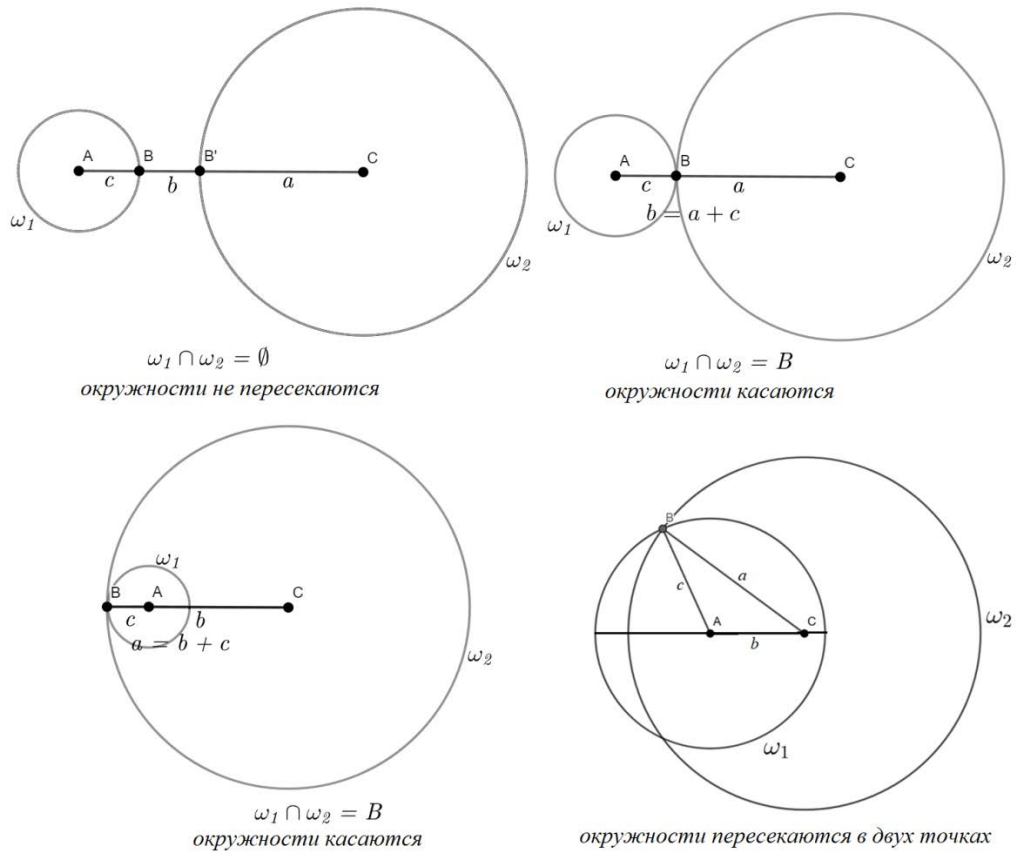 A c B b B' a C
ω₁
ω₂
ω₁ ∩ ω₂ = ∅
окружности не пересекаются
A c B a C
b = a + c
ω₁
ω₂
ω₁ ∩ ω₂ = B
окружности касаются
ω₁
B A C
c b
a = b + c
ω₂
ω₁ ∩ ω₂ = B
окружности касаются
B
c a
A C
b
ω₂
ω₁
окружности пересекаются в двух точках